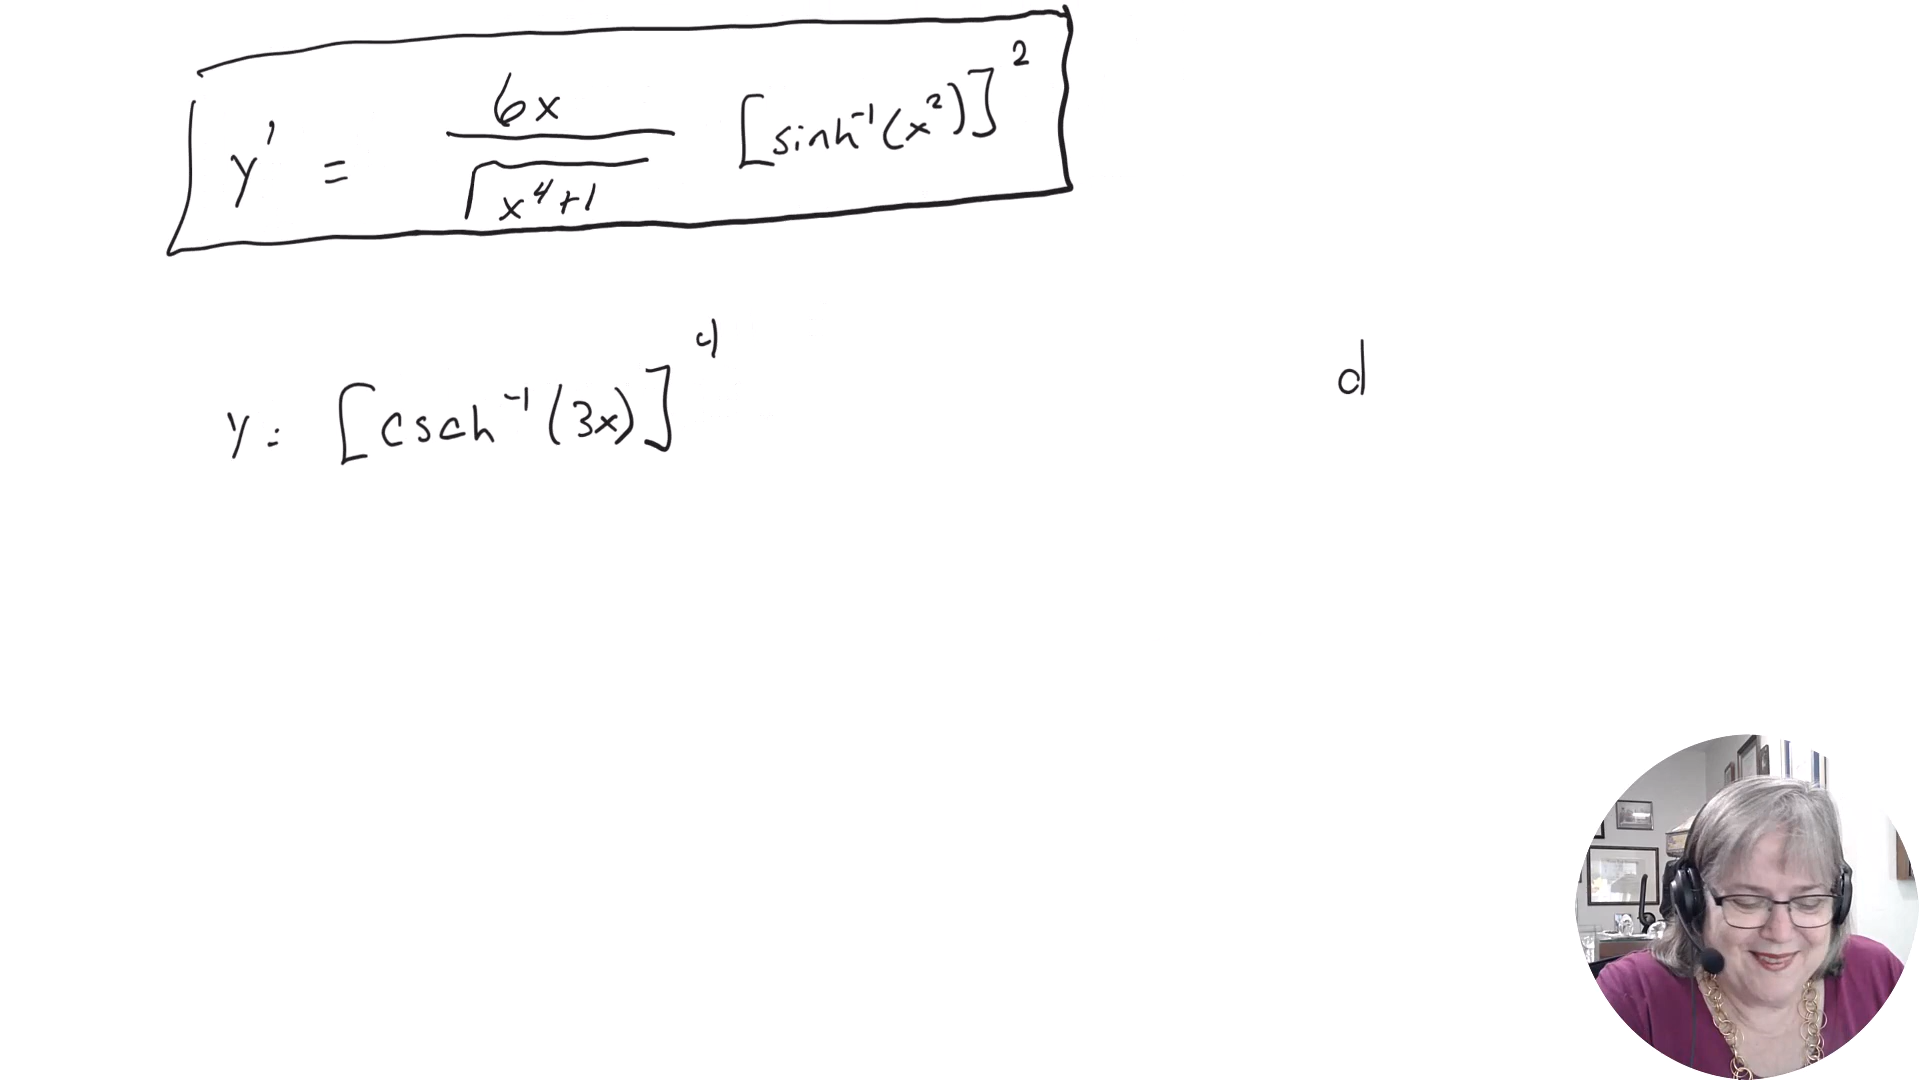 y' = 6x / √(x⁴+1) [sinh⁻¹(x²)]²
y = [csch⁻¹(3x)]⁴
d